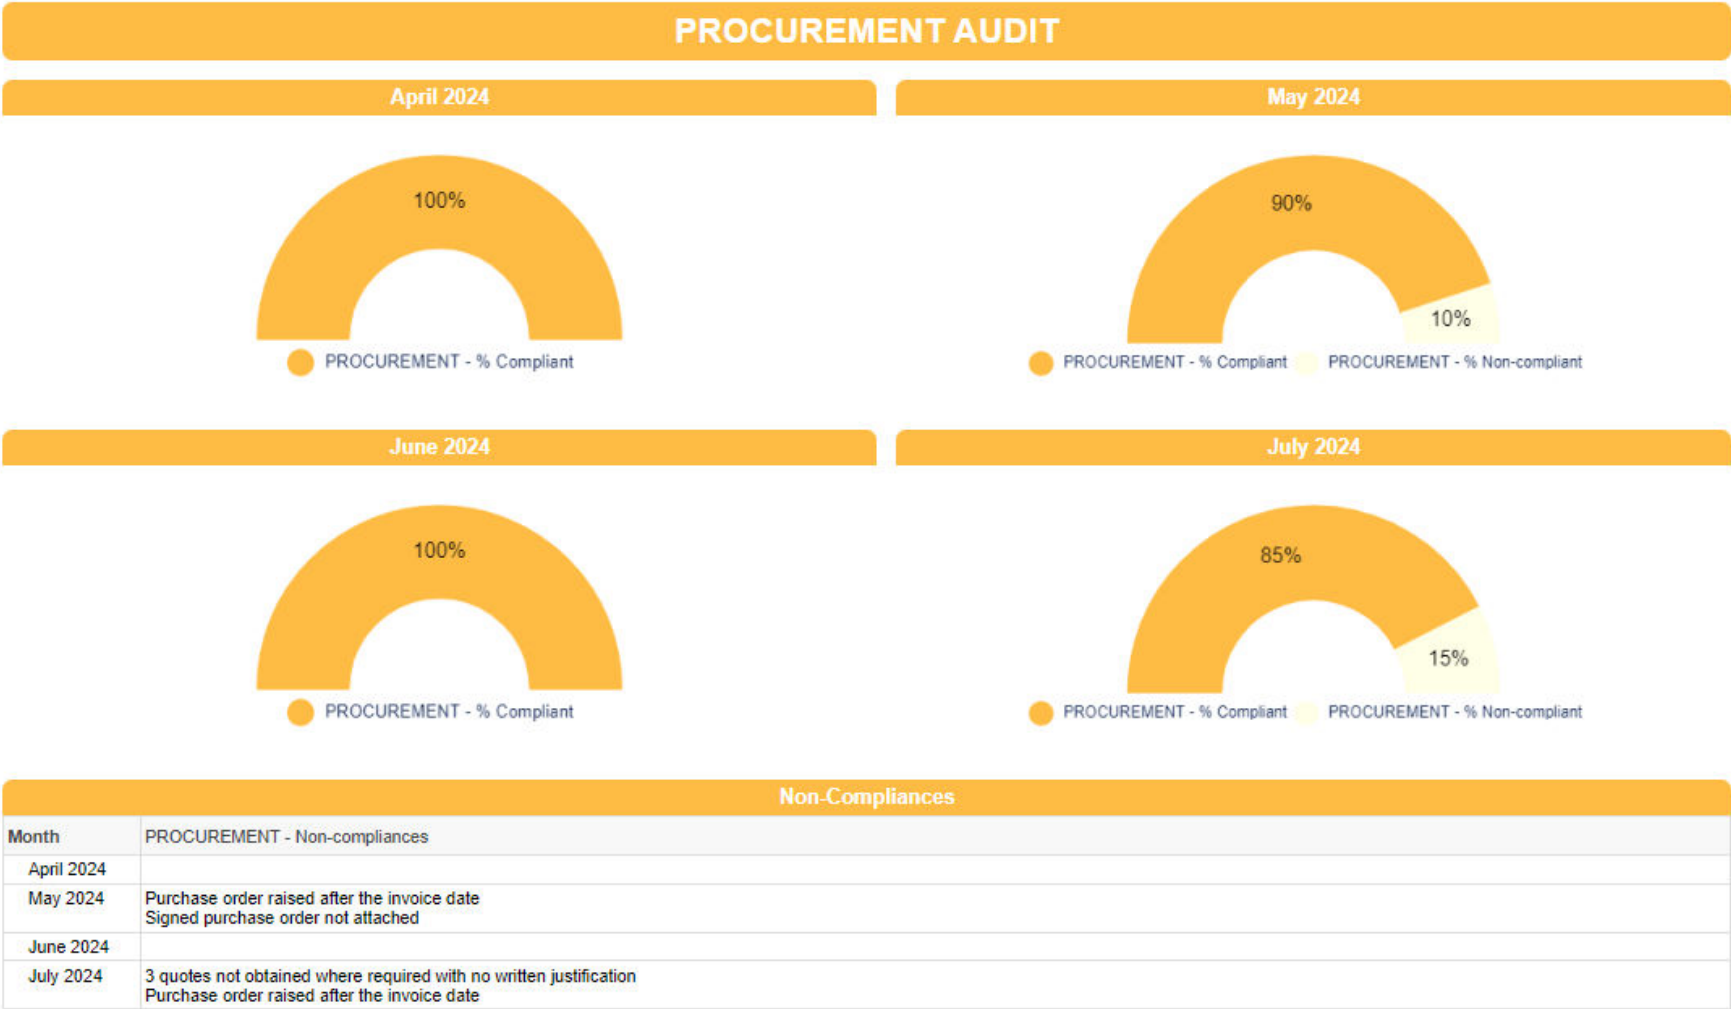 PROCUREMENT AUDIT
April 2024
May 2024
100%
90%
10%
PROCUREMENT - % Compliant
PROCUREMENT - % Compliant PROCUREMENT - % Non-compliant
June 2024
July 2024
100%
85%
15%
PROCUREMENT - % Compliant
PROCUREMENT - % Compliant PROCUREMENT - % Non-compliant
Non-Compliances
Month PROCUREMENT - Non-compliances
April 2024
May 2024 Purchase order raised after the invoice date
Signed purchase order not attached
June 2024
July 2024 3 quotes not obtained where required with no written justification
Purchase order raised after the invoice date